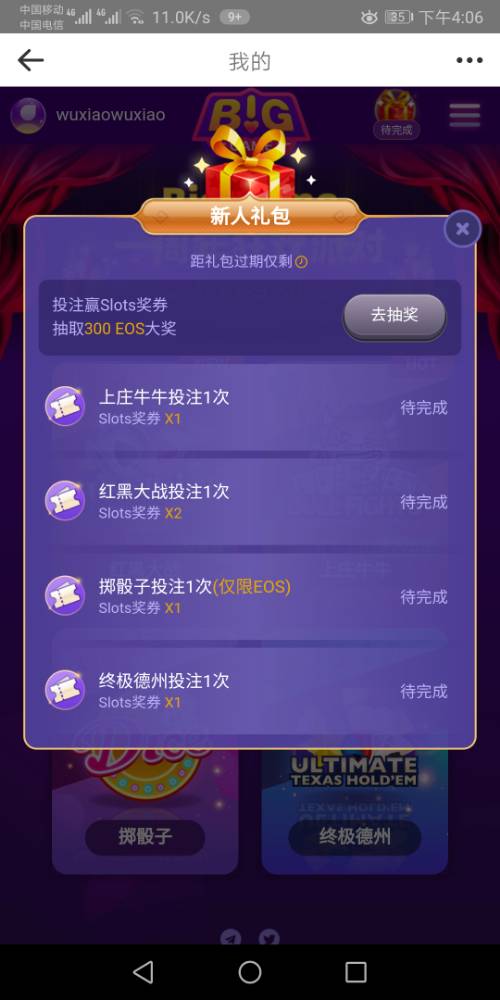 中国移动 4G 4G 11.0K/s 9+ 35 下午4:06
中国电信
我的
wuxiaowuxiao
B!G
待完成
新人礼包
距礼包过期仅剩
投注赢Slots奖券
抽取300 EOS大奖
去抽奖
上庄牛牛投注1次
Slots奖券 X1
待完成
红黑大战投注1次
Slots奖券 X2
待完成
掷骰子投注1次(仅限EOS)
Slots奖券 X1
待完成
终极德州投注1次
Slots奖券 X1
待完成
Dice
ULTIMATE
TEXAS HOLD'EM
掷骰子
终极德州